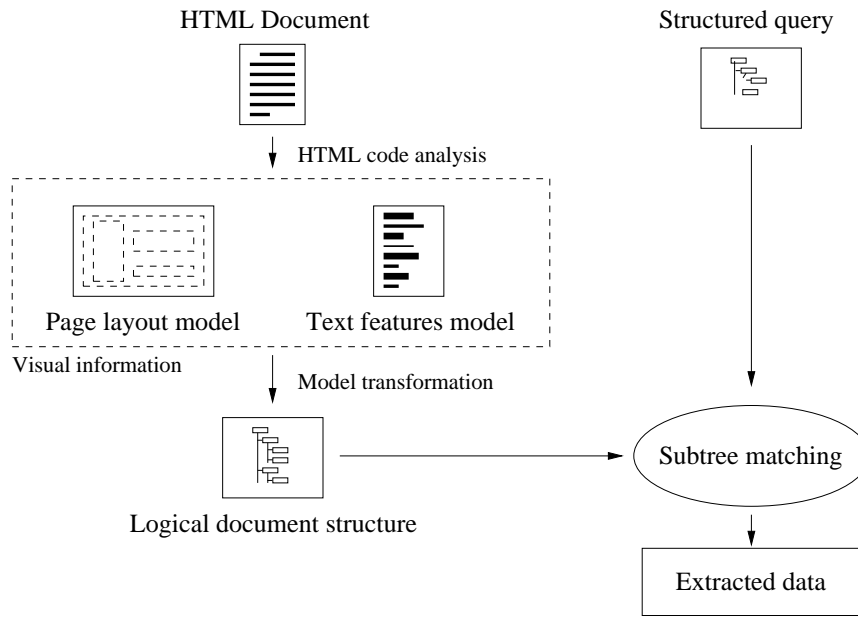 HTML Document
Structured query
HTML code analysis
Page layout model
Text features model
Visual information
Model transformation
Subtree matching
Logical document structure
Extracted data